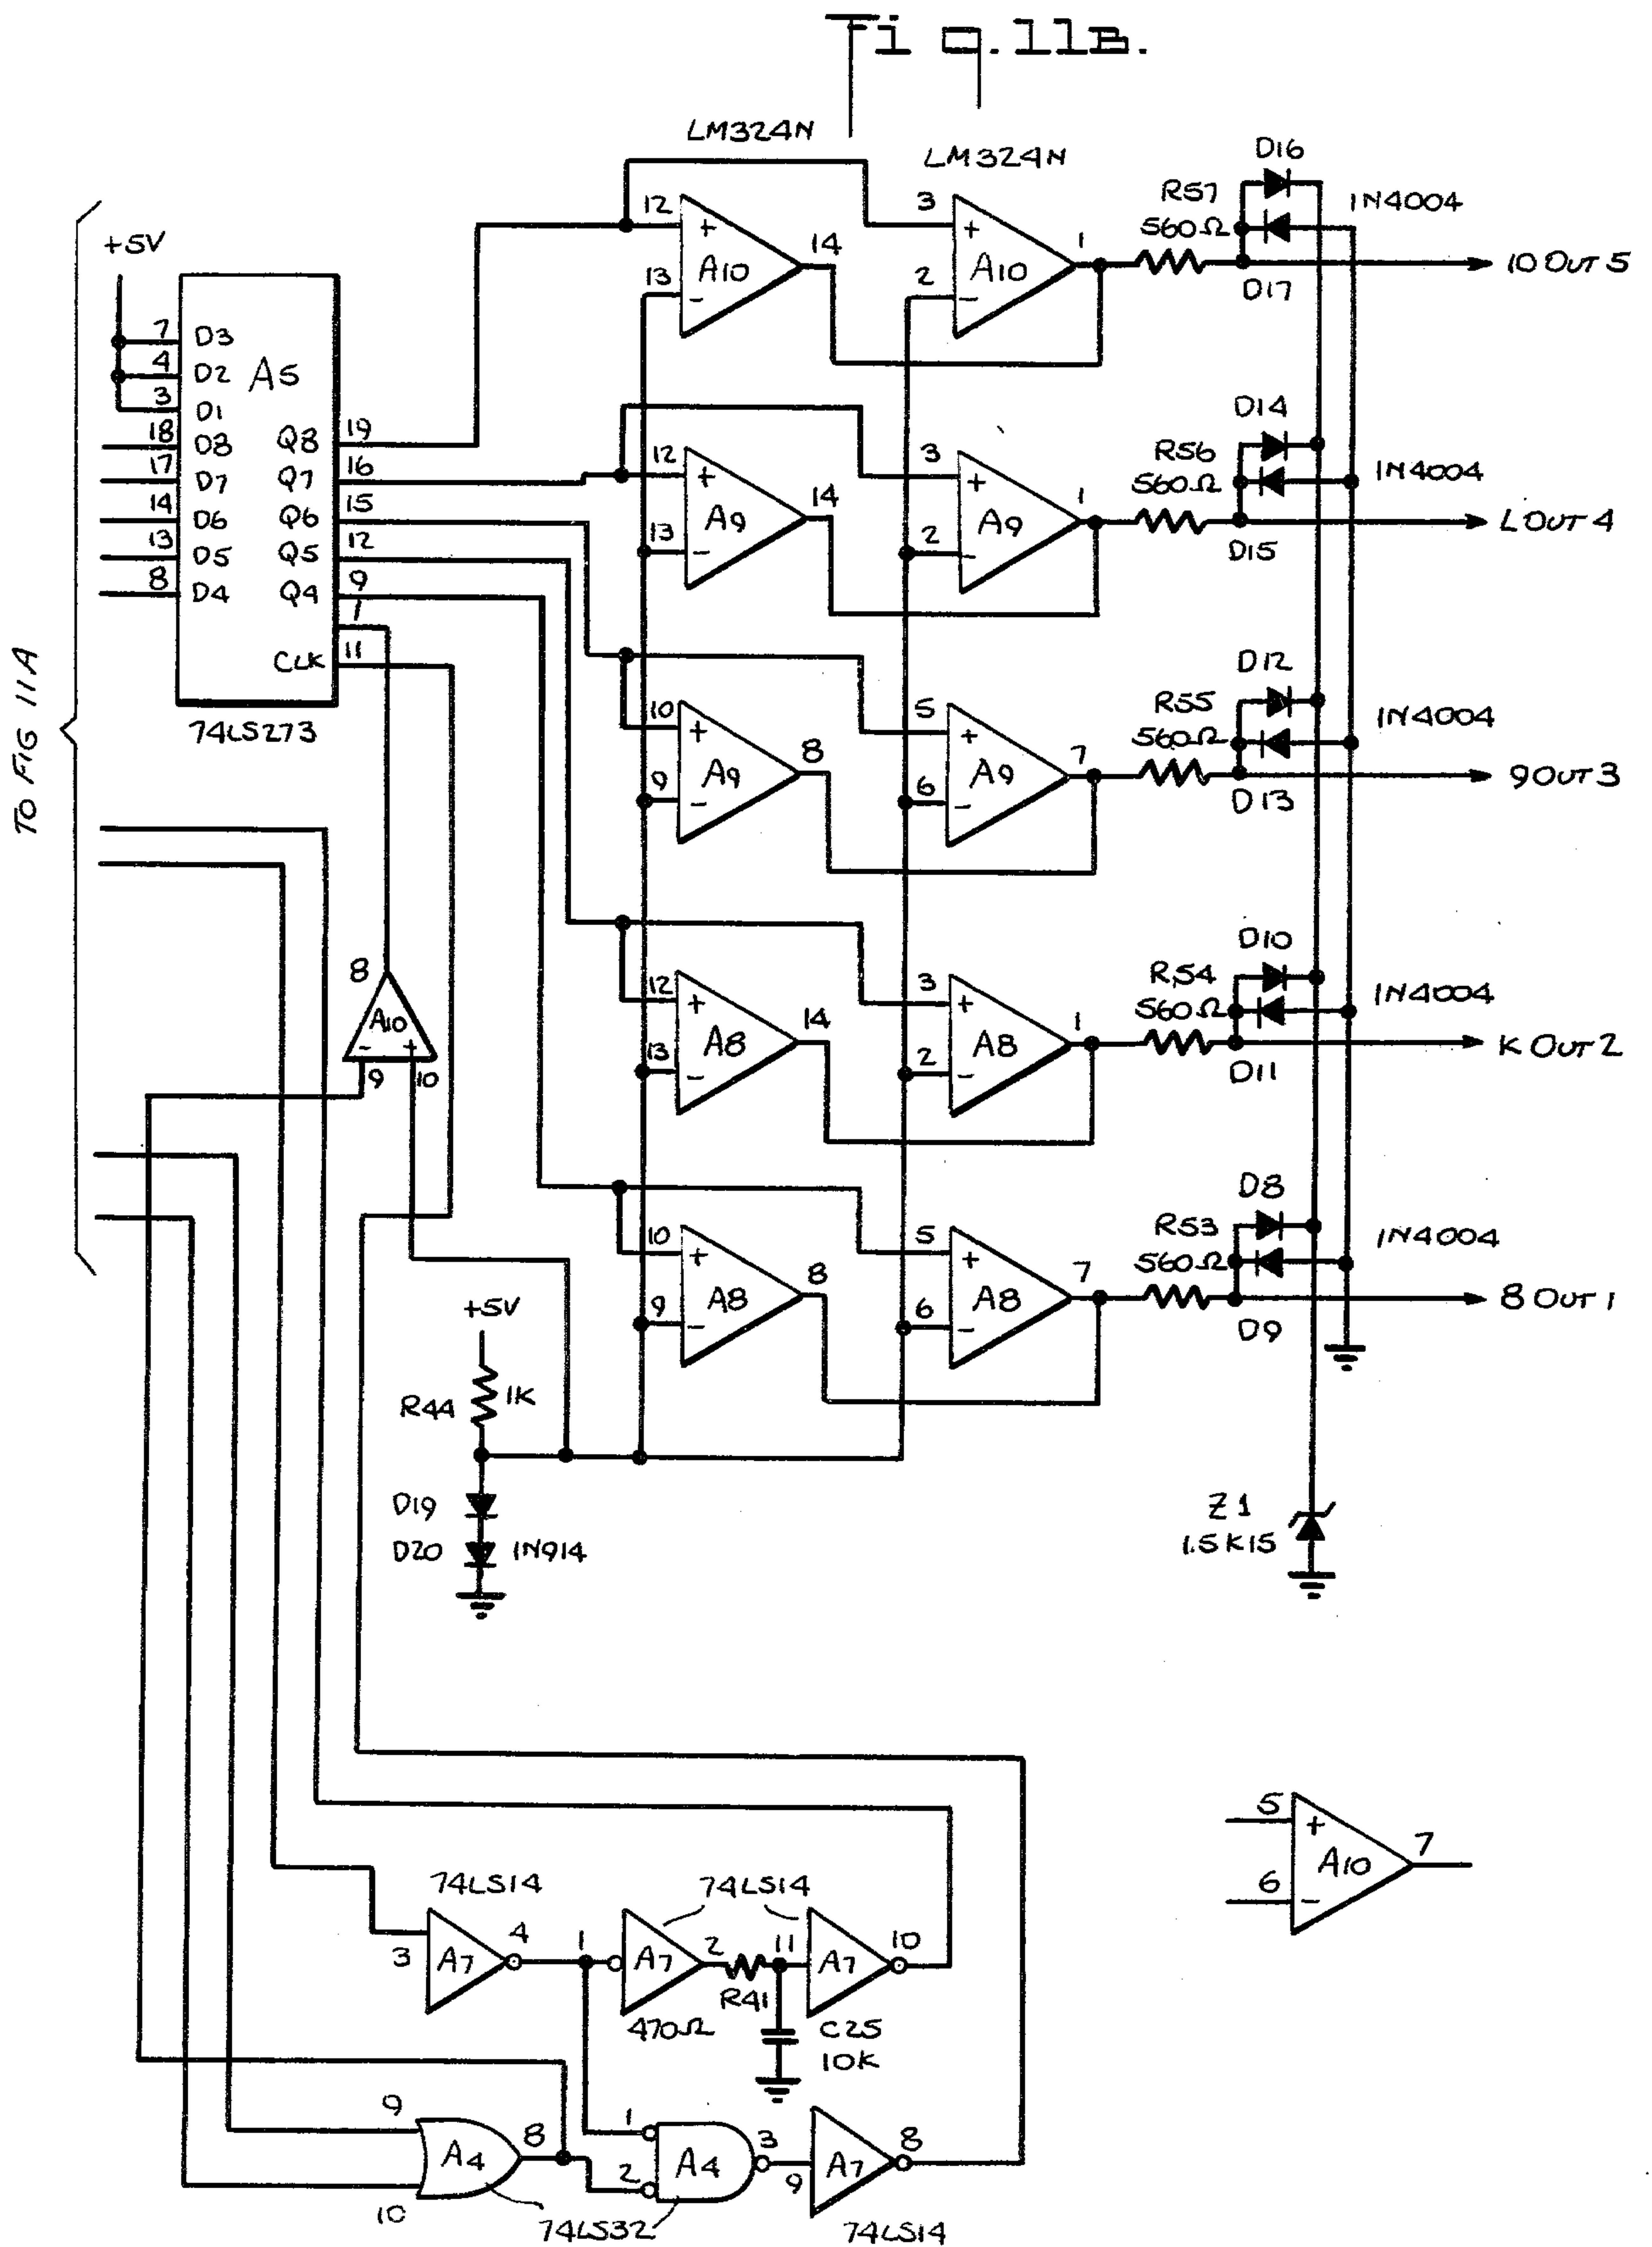 Fig. 11B.
LM324N
LM324N
TO FIG 11A
+5V
7 D3
4 D2
3 D1
18 D8
17 D7
14 D6
13 D5
8 D4
A5
Q8 19
Q7 16
Q6 15
Q5 12
Q4 9
1
CLK 11
74LS273
12 + 13 - A10 14
3 + 2 - A10 1
R57
560Ω
D16
1N4004
D17
10 OUT 5
12 + 13 - A9 14
3 + 2 - A9 1
R56
560Ω
D14
1N4004
D15
L OUT 4
10 + 9 - A9 8
5 + 6 - A9 7
R55
560Ω
D12
1N4004
D13
9 OUT 3
12 + 13 - A8 14
3 + 2 - A8 1
R54
560Ω
D10
1N4004
D11
K OUT 2
10 + 9 - A8 8
5 + 6 - A8 7
R53
560Ω
D8
1N4004
D9
8 OUT 1
8
A10
- +
9 10
+5V
R44 1K
D19
D20 1N914
Z1
1.5K15
5 + 6 - A10 7
74LS14
74LS14
3 A7 4
1 A7 2
R41
470Ω
11 A7 10
C25
10K
9
10
A4 8
1
2
A4 3
9 A7 8
74LS32
74LS14